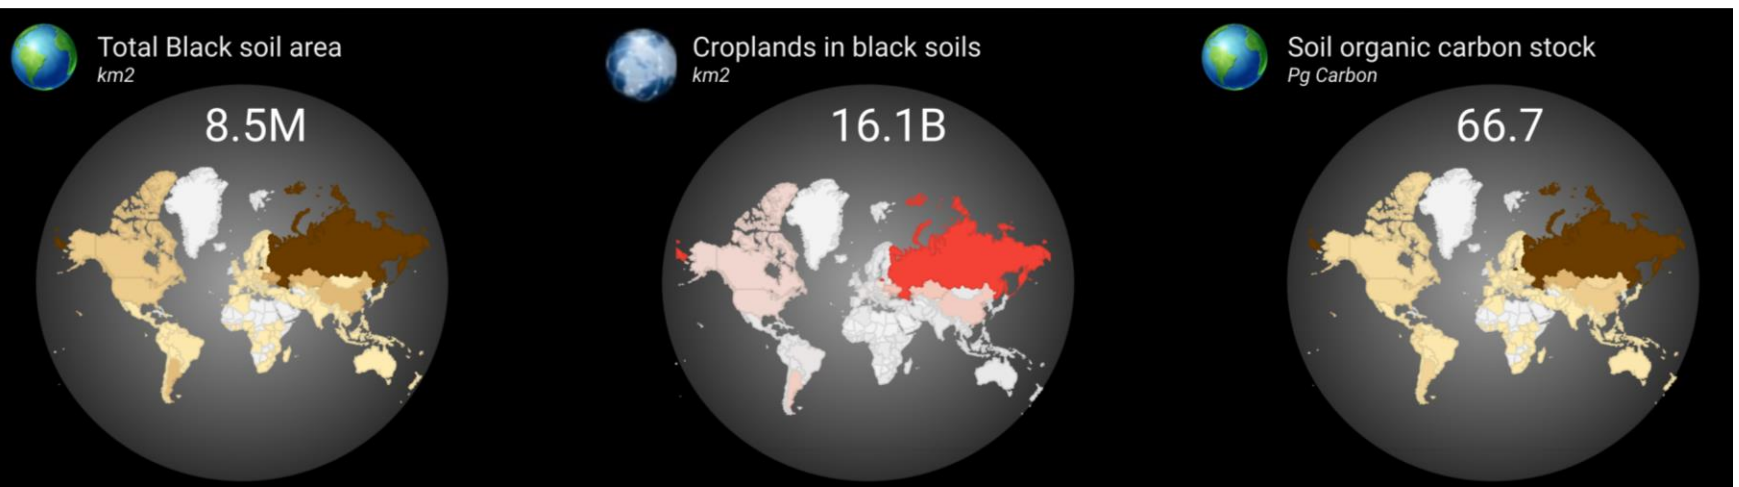 Total Black soil area
km2
8.5M
Croplands in black soils
km2
16.1B
Soil organic carbon stock
Pg Carbon
66.7